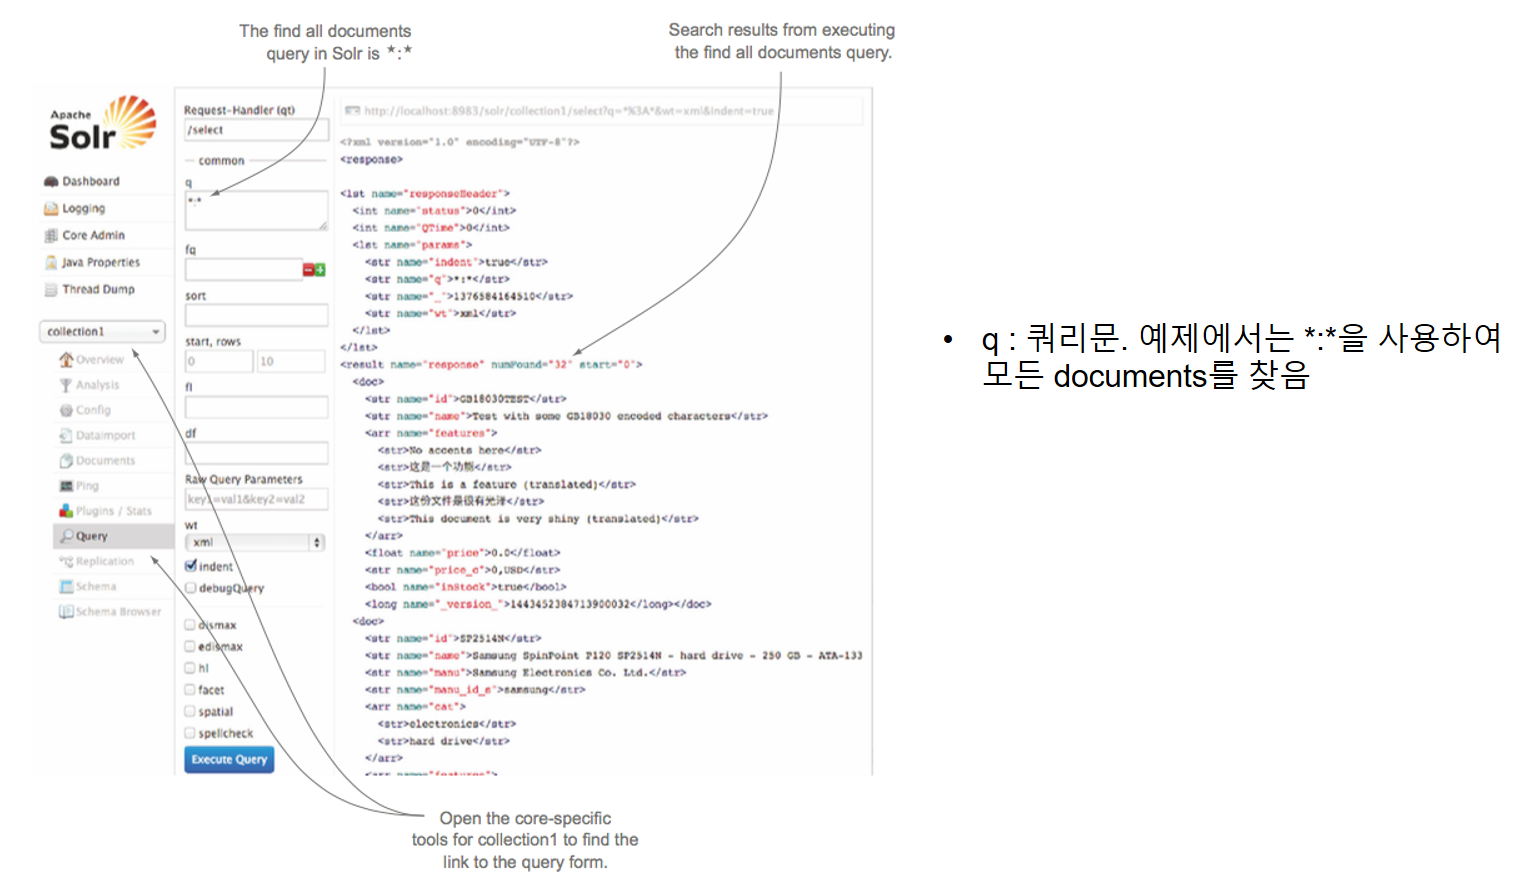 The find all documents
query in Solr is *:*
Search results from executing
the find all documents query.
Apache
Solr
Dashboard
Logging
Core Admin
Java Properties
Thread Dump
collection1
Overview
Analysis
Config
Dataimport
Documents
Ping
Plugins / Stats
Query
Replication
Schema
Schema Browser
Request-Handler (qt)
/select
common
q
*:*
fq
sort
start, rows
0
10
fl
df
Raw Query Parameters
key1=val1&key2=val2
wt
xml
indent
debugQuery
dismax
edismax
hl
facet
spatial
spellcheck
Execute Query
http://localhost:8983/solr/collection1/select?q=*%3A*&wt=xml&indent=true
<?xml version="1.0" encoding="UTF-8"?>
<response>
<lst name="responseHeader">
<int name="status">0</int>
<int name="QTime">0</int>
<lst name="params">
<str name="indent">true</str>
<str name="q">*:*</str>
<str name="_">1376584164510</str>
<str name="wt">xml</str>
</lst>
</lst>
<result name="response" numFound="32" start="0">
<doc>
<str name="id">GB18030TEST</str>
<str name="name">Test with some GB18030 encoded characters</str>
<arr name="features">
<str>No accents here</str>
<str>这是一个功能</str>
<str>This is a feature (translated)</str>
<str>这份文件是很有光泽</str>
<str>This document is very shiny (translated)</str>
</arr>
<float name="price">0.0</float>
<str name="price_c">0,USD</str>
<bool name="inStock">true</bool>
<long name="_version_">1443452384713900032</long></doc>
<doc>
<str name="id">SP2514N</str>
<str name="name">Samsung SpinPoint P120 SP2514N - hard drive - 250 GB - ATA-133
<str name="manu">Samsung Electronics Co. Ltd.</str>
<str name="manu_id_s">samsung</str>
<arr name="cat">
<str>electronics</str>
<str>hard drive</str>
</arr>
<arr name="features">
Open the core-specific
tools for collection1 to find the
link to the query form.
• q : 쿼리문. 예제에서는 *:*을 사용하여
모든 documents를 찾음